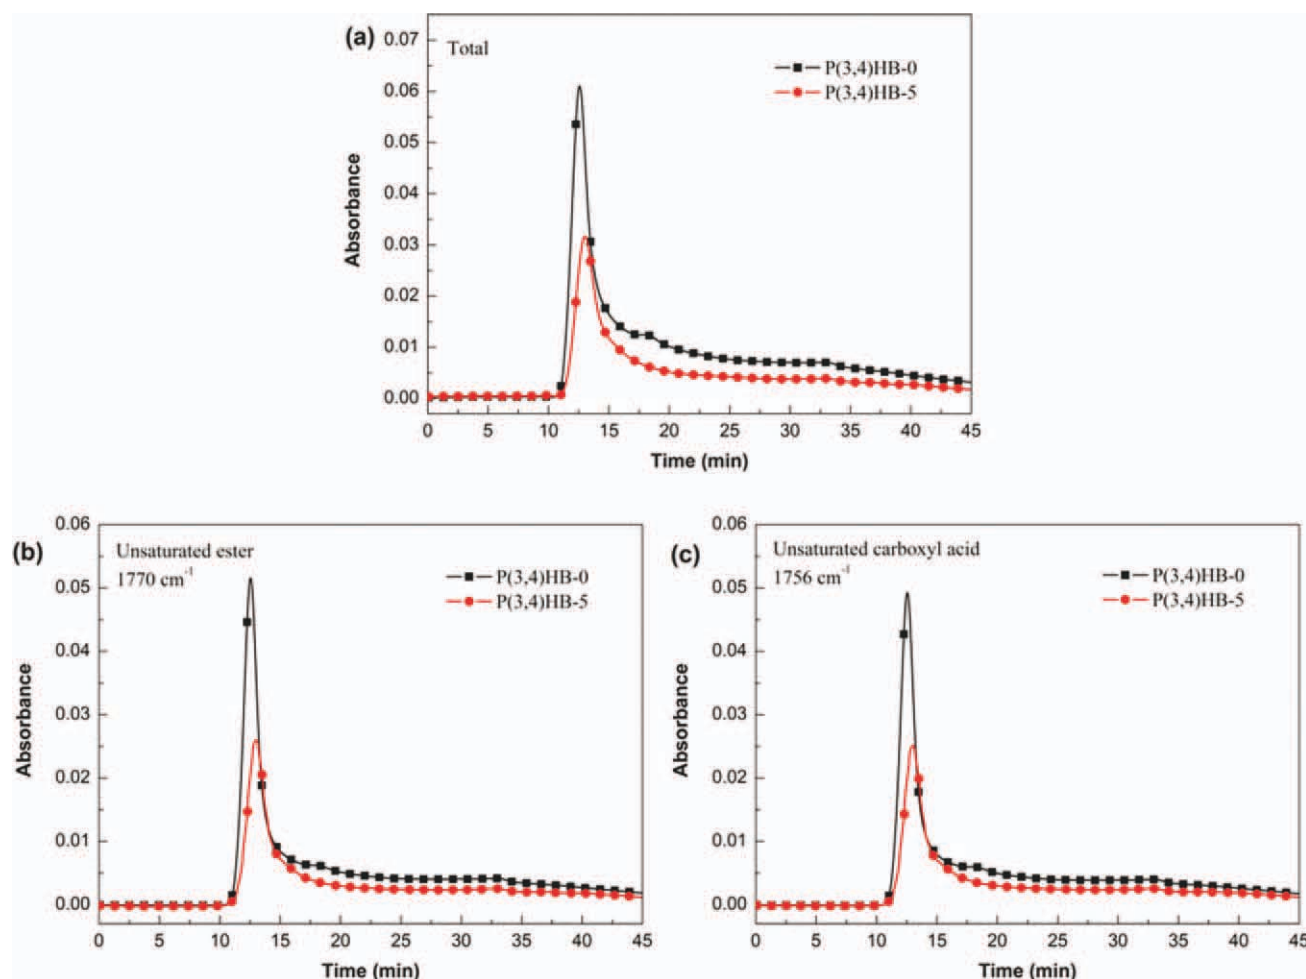 (a)
Total
P(3,4)HB-0
P(3,4)HB-5
Absorbance
0.07
0.06
0.05
0.04
0.03
0.02
0.01
0.00
0 5 10 15 20 25 30 35 40 45
Time (min)
(b)
Unsaturated ester
1770 cm⁻¹
P(3,4)HB-0
P(3,4)HB-5
Absorbance
0.06
0.05
0.04
0.03
0.02
0.01
0.00
0 5 10 15 20 25 30 35 40 45
Time (min)
(c)
Unsaturated carboxyl acid
1756 cm⁻¹
P(3,4)HB-0
P(3,4)HB-5
Absorbance
0.06
0.05
0.04
0.03
0.02
0.01
0.00
0 5 10 15 20 25 30 35 40 45
Time (min)